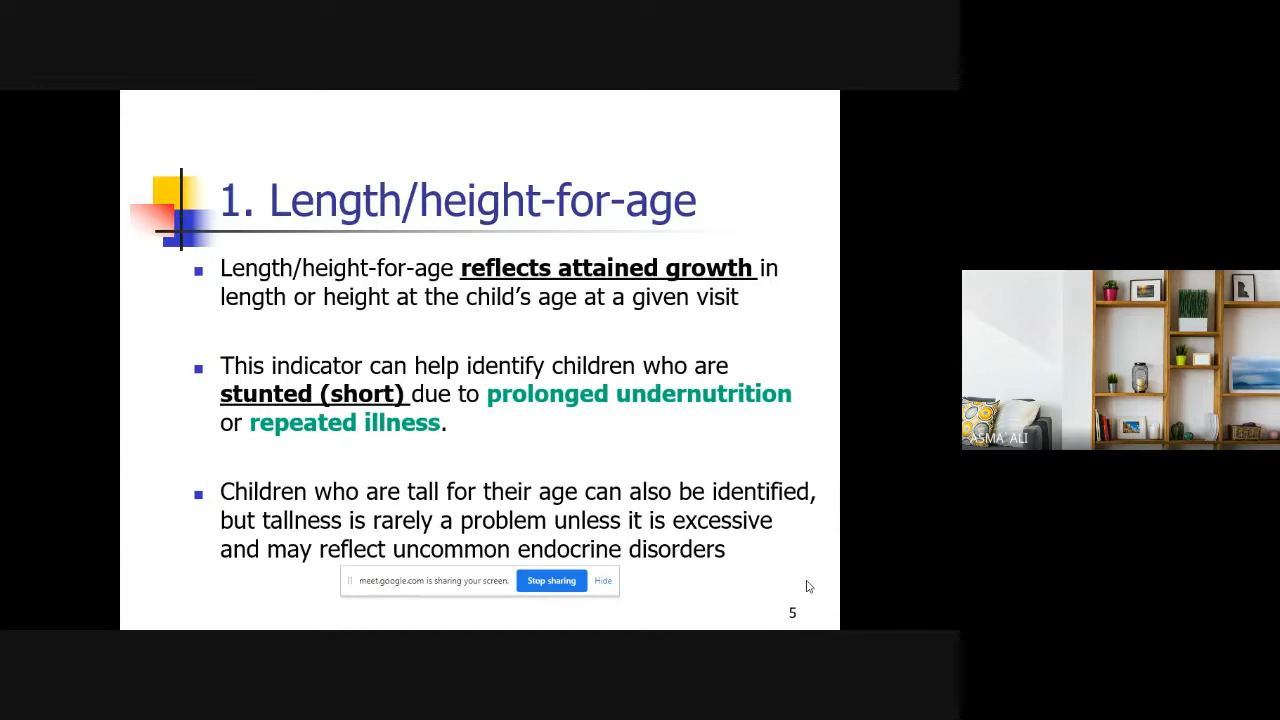 1. Length/height-for-age
Length/height-for-age reflects attained growth in
length or height at the child’s age at a given visit
This indicator can help identify children who are
stunted (short) due to prolonged undernutrition
or repeated illness.
Children who are tall for their age can also be identified,
but tallness is rarely a problem unless it is excessive
and may reflect uncommon endocrine disorders
meet.google.com is sharing your screen. Stop sharing Hide
5
ASMA' ALI